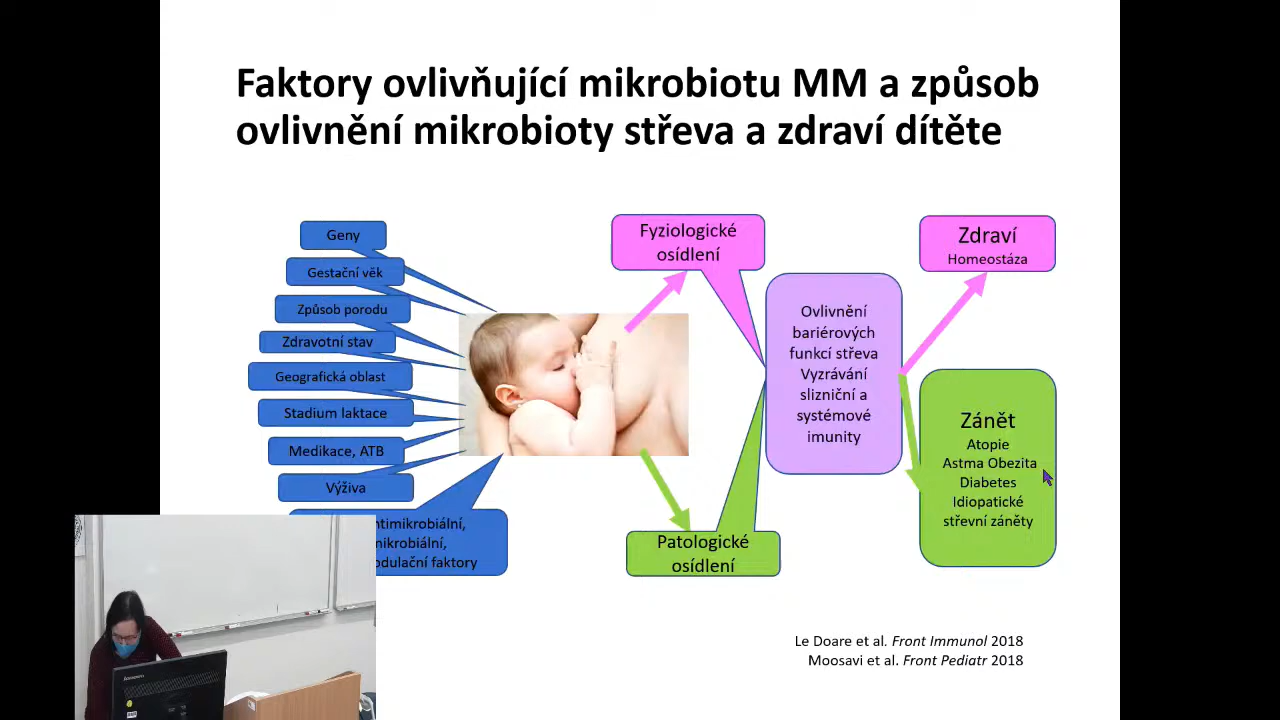 Faktory ovlivňující mikrobiotu MM a způsob
ovlivnění mikrobioty střeva a zdraví dítěte
Geny
Gestační věk
Způsob porodu
Zdravotní stav
Geografická oblast
Stadium laktace
Medikace, ATB
Výživa
faktory
Fyziologické
osídlení
Patologické
osídlení
Ovlivnění
bariérových
funkcí střeva
Vyzrávání
slizniční a
systémové
imunity
Zdraví
Homeostáza
Zánět
Atopie
Astma Obezita
Diabetes
Idiopatické
střevní záněty
Le Doare et al. Front Immunol 2018
Moosavi et al. Front Pediatr 2018